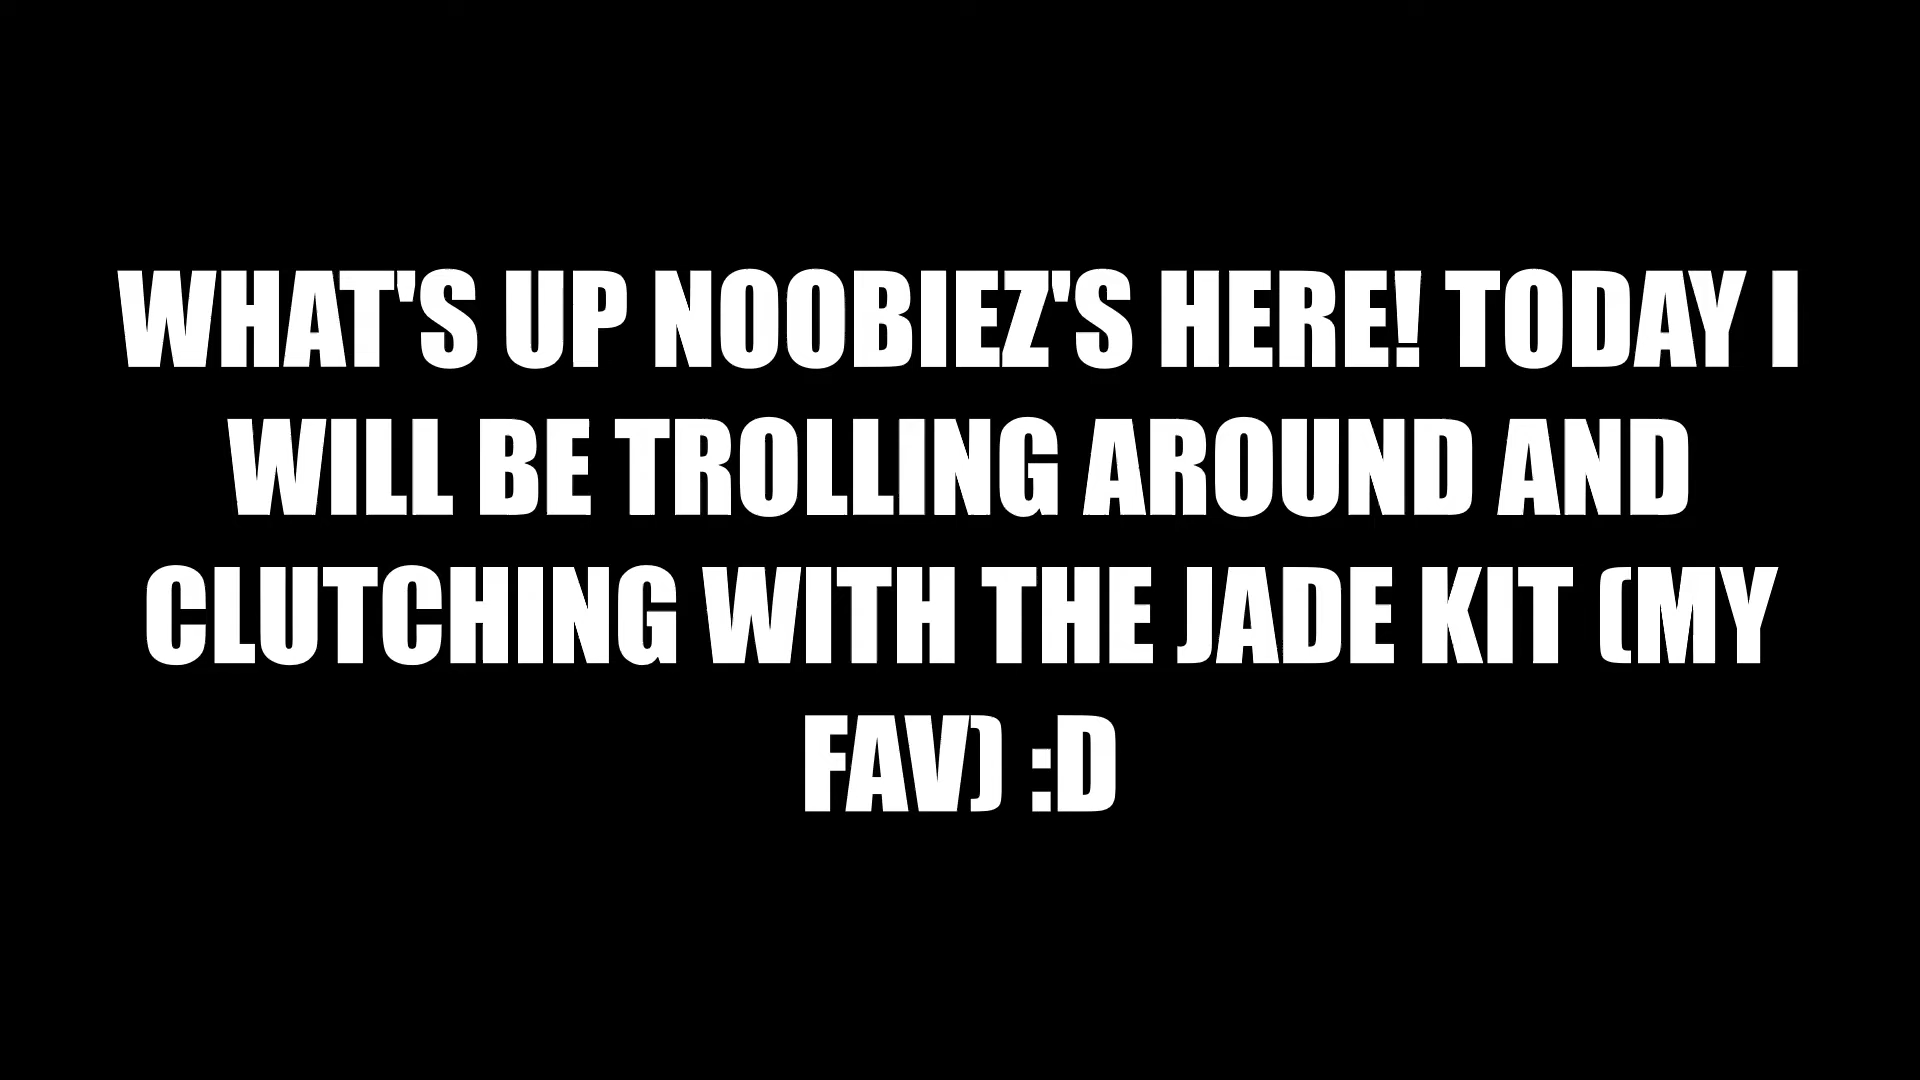 WHAT'S UP NOOBIEZ'S HERE! TODAY I
WILL BE TROLLING AROUND AND
CLUTCHING WITH THE JADE KIT (MY
FAV) :D